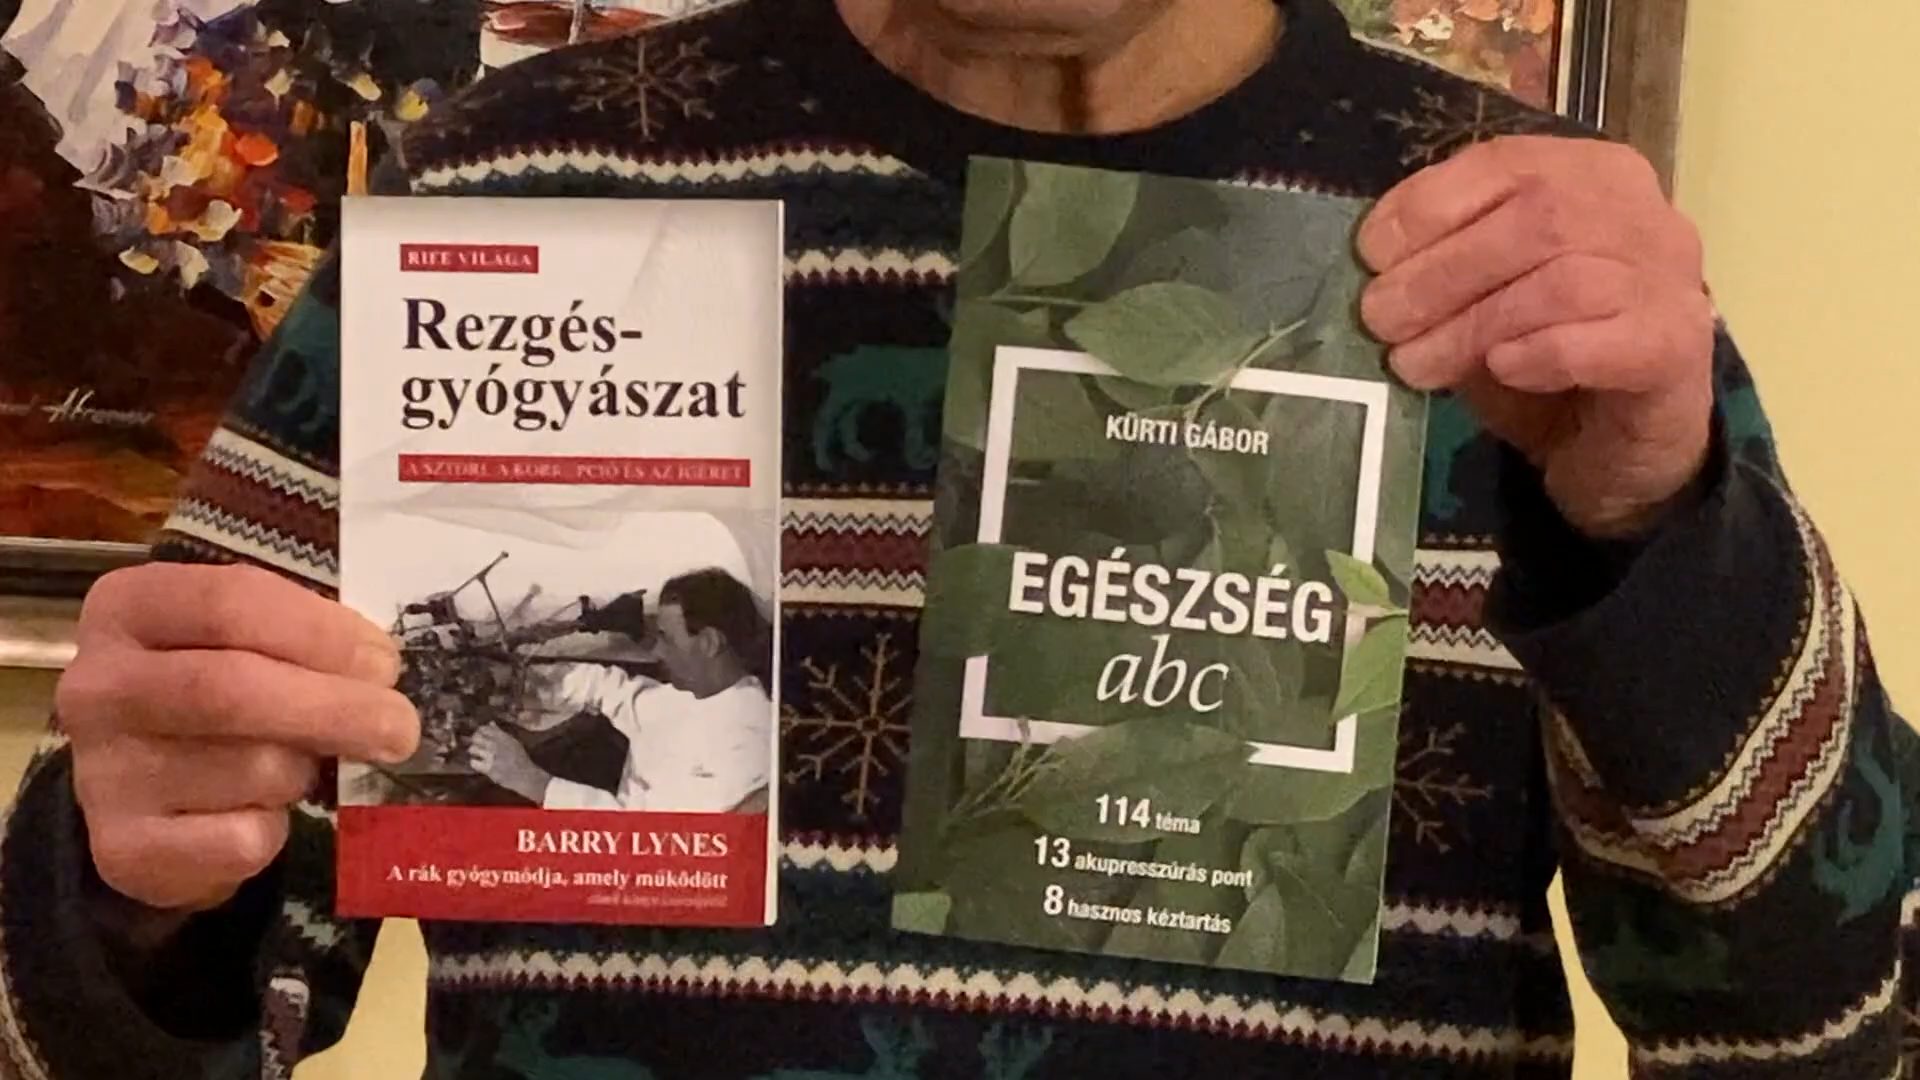 RIFE VILÁGA
Rezgés-
gyógyászat
A SZTORI, A KORRUPCIÓ ÉS AZ ÍGÉRET
BARRY LYNES
A rák gyógymódja, amely működött
KÜRTI GÁBOR
EGÉSZSÉG
abc
114 téma
13 akupresszúrás pont
8 hasznos kéztartás